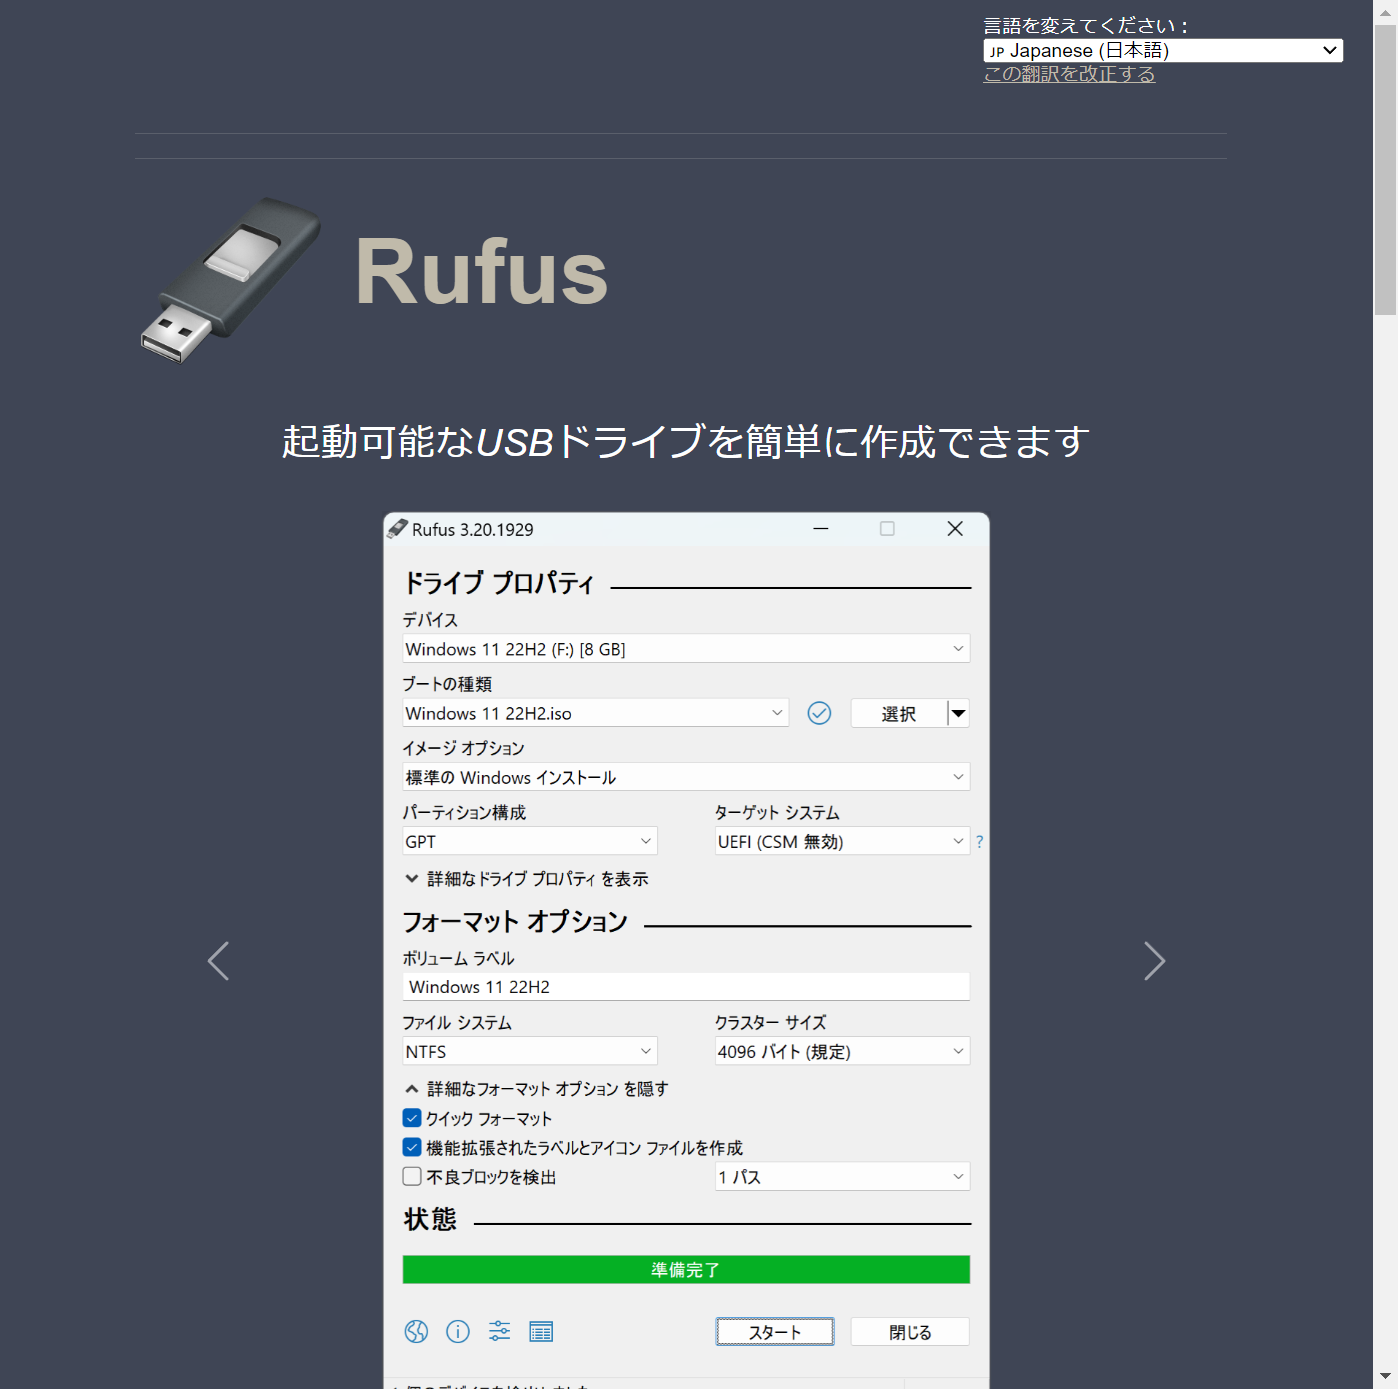 言語を変えてください：
JP Japanese (日本語)
この翻訳を改正する
Rufus
起動可能なUSBドライブを簡単に作成できます
Rufus 3.20.1929
ドライブ プロパティ
デバイス
Windows 11 22H2 (F:) [8 GB]
ブートの種類
Windows 11 22H2.iso
選択
イメージ オプション
標準の Windows インストール
パーティション構成 ターゲット システム
GPT UEFI (CSM 無効) ?
詳細なドライブ プロパティ を表示
フォーマット オプション
ボリューム ラベル
Windows 11 22H2
ファイル システム クラスター サイズ
NTFS 4096 バイト (規定)
詳細なフォーマット オプション を隠す
クイック フォーマット
機能拡張されたラベルとアイコン ファイルを作成
不良ブロックを検出 1 パス
状態
準備完了
スタート 閉じる